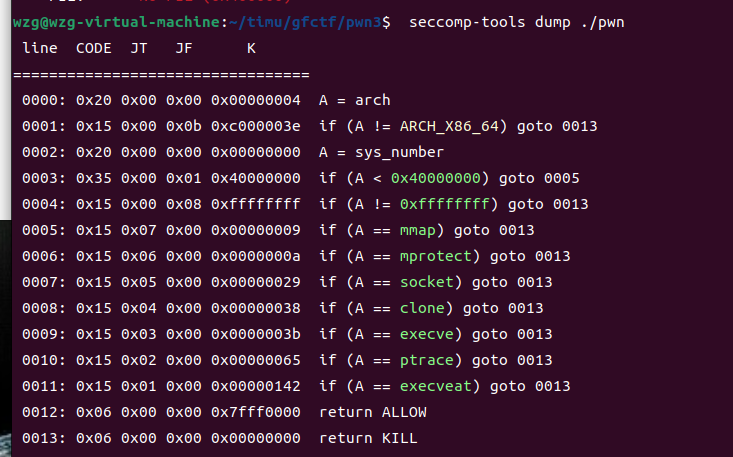 wzg@wzg-virtual-machine:~/timu/gfctf/pwn3$  seccomp-tools dump ./pwn
 line  CODE  JT   JF      K
=================================
 0000: 0x20 0x00 0x00 0x00000004  A = arch
 0001: 0x15 0x00 0x0b 0xc000003e  if (A != ARCH_X86_64) goto 0013
 0002: 0x20 0x00 0x00 0x00000000  A = sys_number
 0003: 0x35 0x00 0x01 0x40000000  if (A < 0x40000000) goto 0005
 0004: 0x15 0x00 0x08 0xffffffff  if (A != 0xffffffff) goto 0013
 0005: 0x15 0x07 0x00 0x00000009  if (A == mmap) goto 0013
 0006: 0x15 0x06 0x00 0x0000000a  if (A == mprotect) goto 0013
 0007: 0x15 0x05 0x00 0x00000029  if (A == socket) goto 0013
 0008: 0x15 0x04 0x00 0x00000038  if (A == clone) goto 0013
 0009: 0x15 0x03 0x00 0x0000003b  if (A == execve) goto 0013
 0010: 0x15 0x02 0x00 0x00000065  if (A == ptrace) goto 0013
 0011: 0x15 0x01 0x00 0x00000142  if (A == execveat) goto 0013
 0012: 0x06 0x00 0x00 0x7fff0000  return ALLOW
 0013: 0x06 0x00 0x00 0x00000000  return KILL